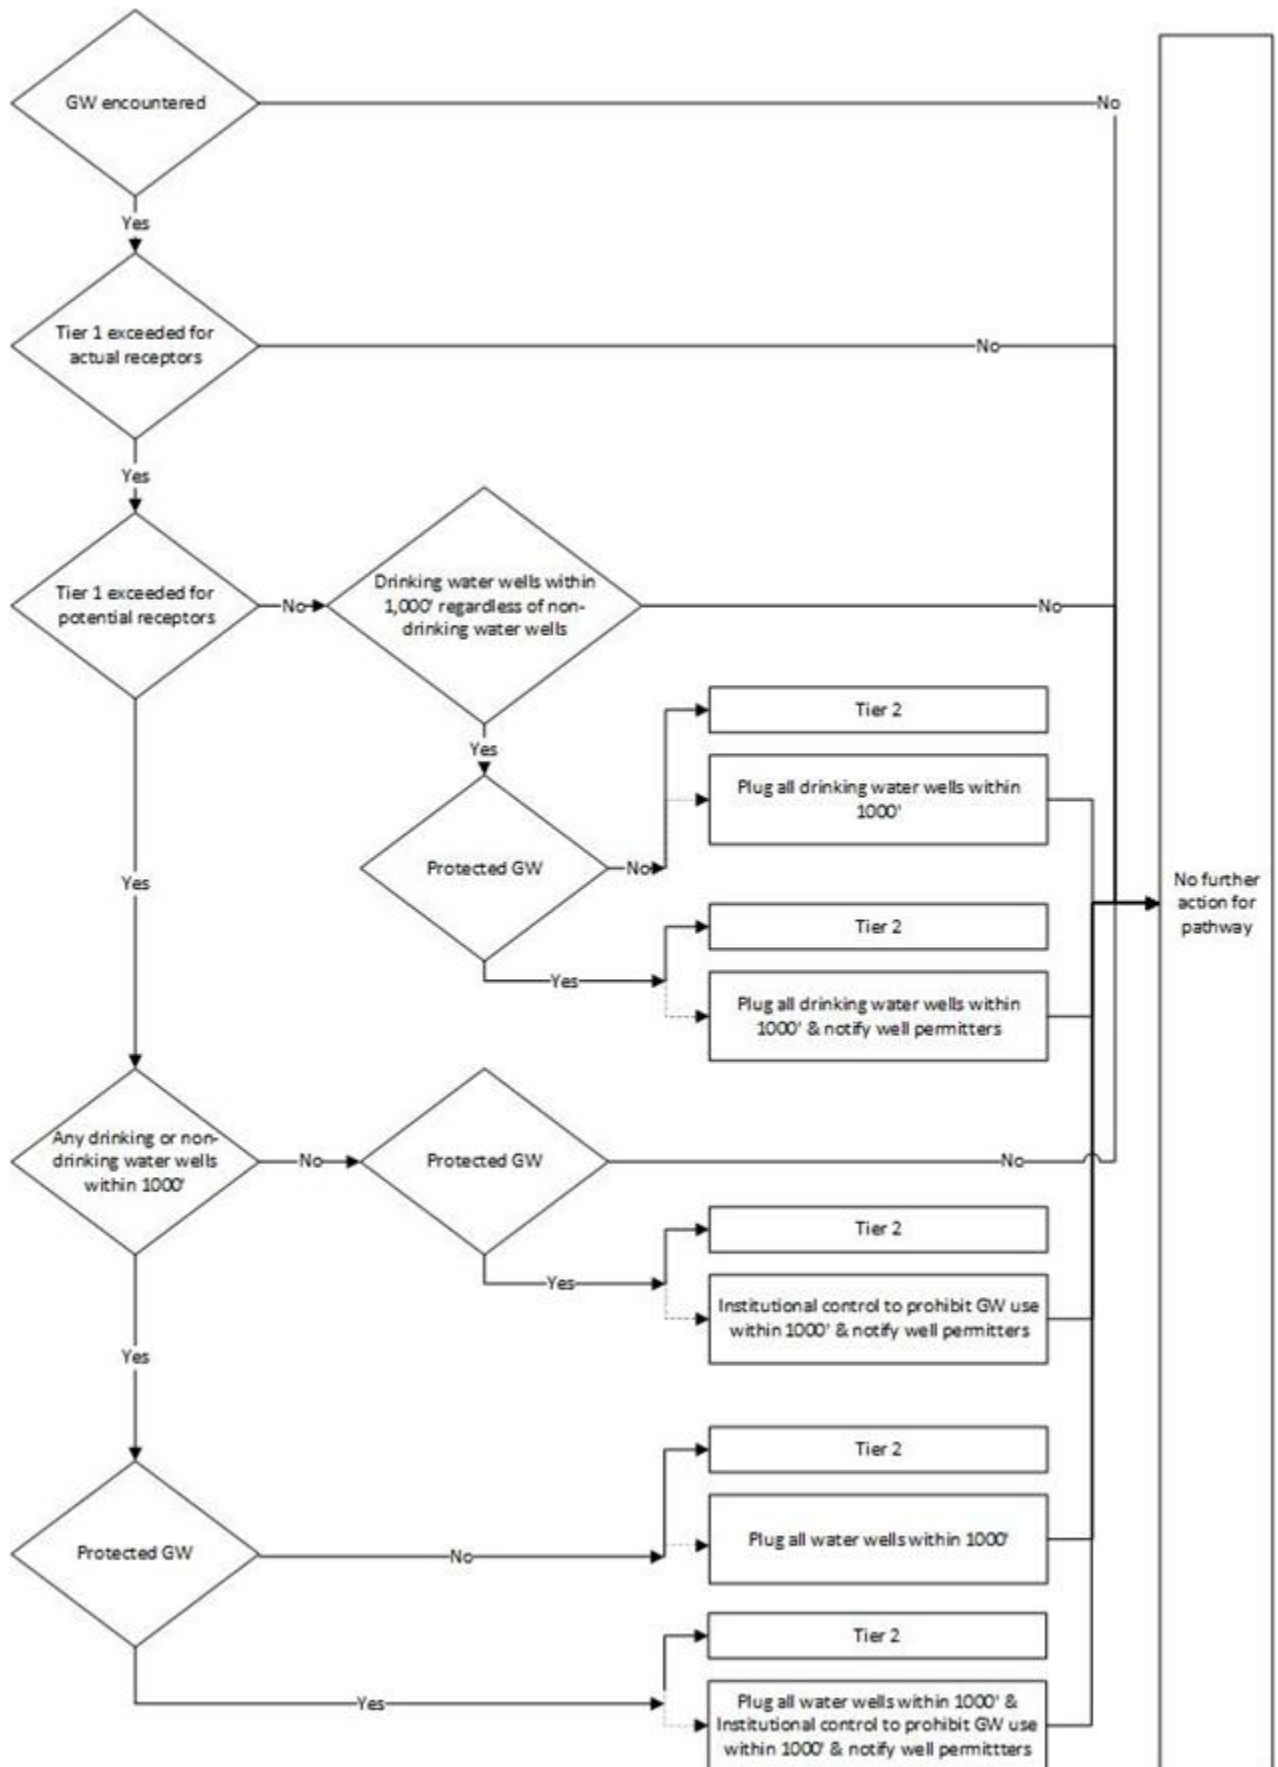 GW encountered
No
Yes
Tier 1 exceeded for
actual receptors
No
Yes
Tier 1 exceeded for
potential receptors
No
Drinking water wells within
1,000' regardless of non-
drinking water wells
No
Yes
Tier 2
Plug all drinking water wells within
1000'
Protected GW
No
Yes
Tier 2
Plug all drinking water wells within
1000' & notify well permitters
No further
action for
pathway
Yes
Any drinking or non-
drinking water wells
within 1000'
No
Protected GW
No
Yes
Tier 2
Institutional control to prohibit GW use
within 1000' & notify well permitters
Yes
Protected GW
No
Tier 2
Plug all water wells within 1000'
Yes
Tier 2
Plug all water wells within 1000' &
Institutional control to prohibit GW use
within 1000' & notify well permittters